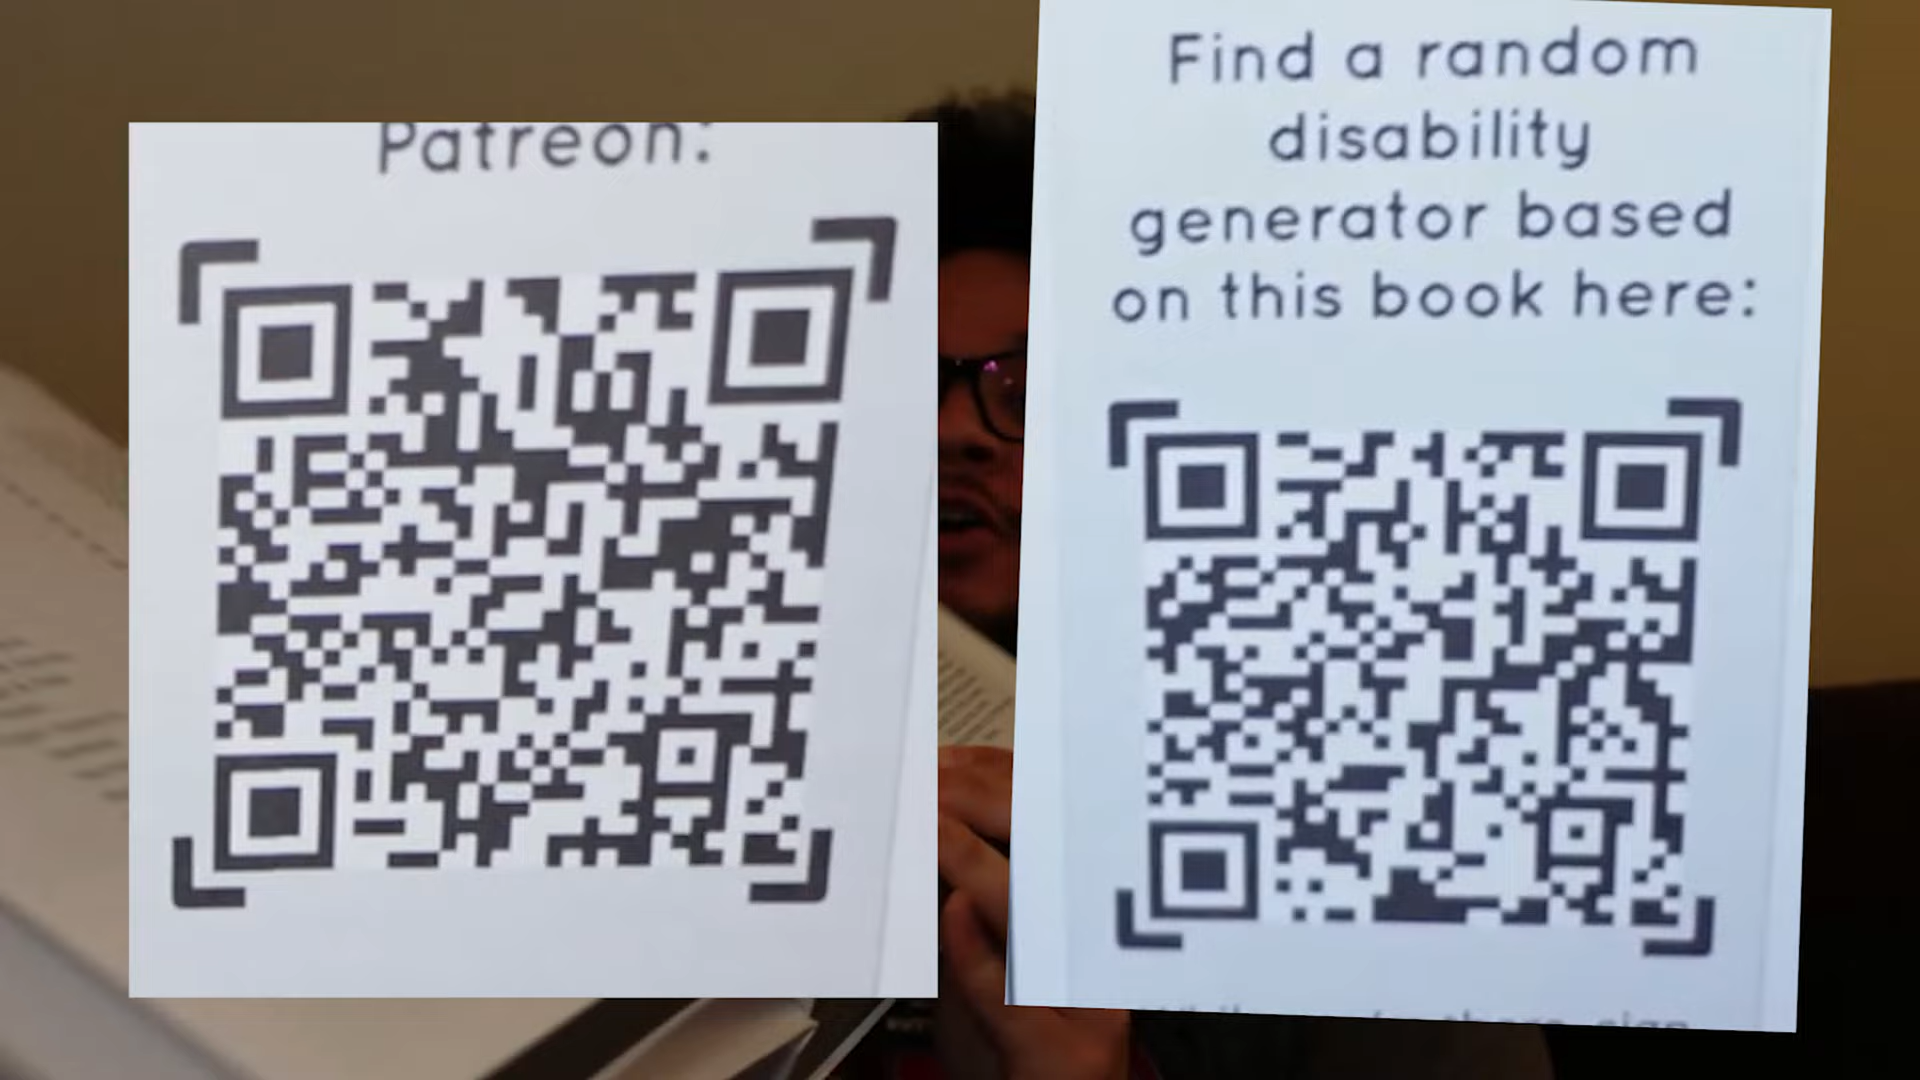 Patreon:
Find a random
disability
generator based
on this book here: